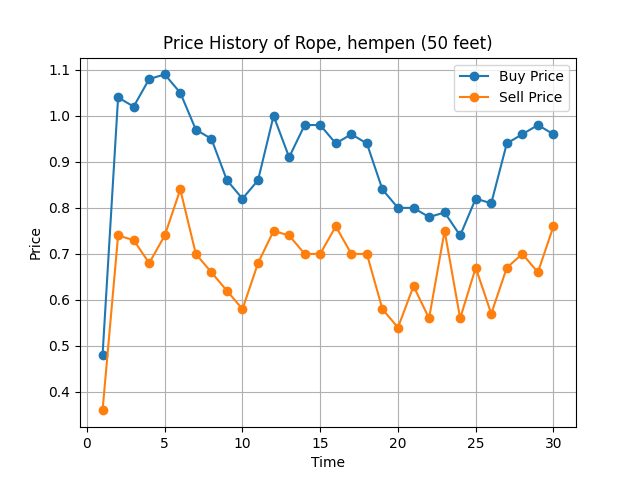 Price History of Rope, hempen (50 feet)
Buy Price
Sell Price
1.1
1.0
0.9
0.8
0.7
0.6
0.5
0.4
Price
0 5 10 15 20 25 30
Time